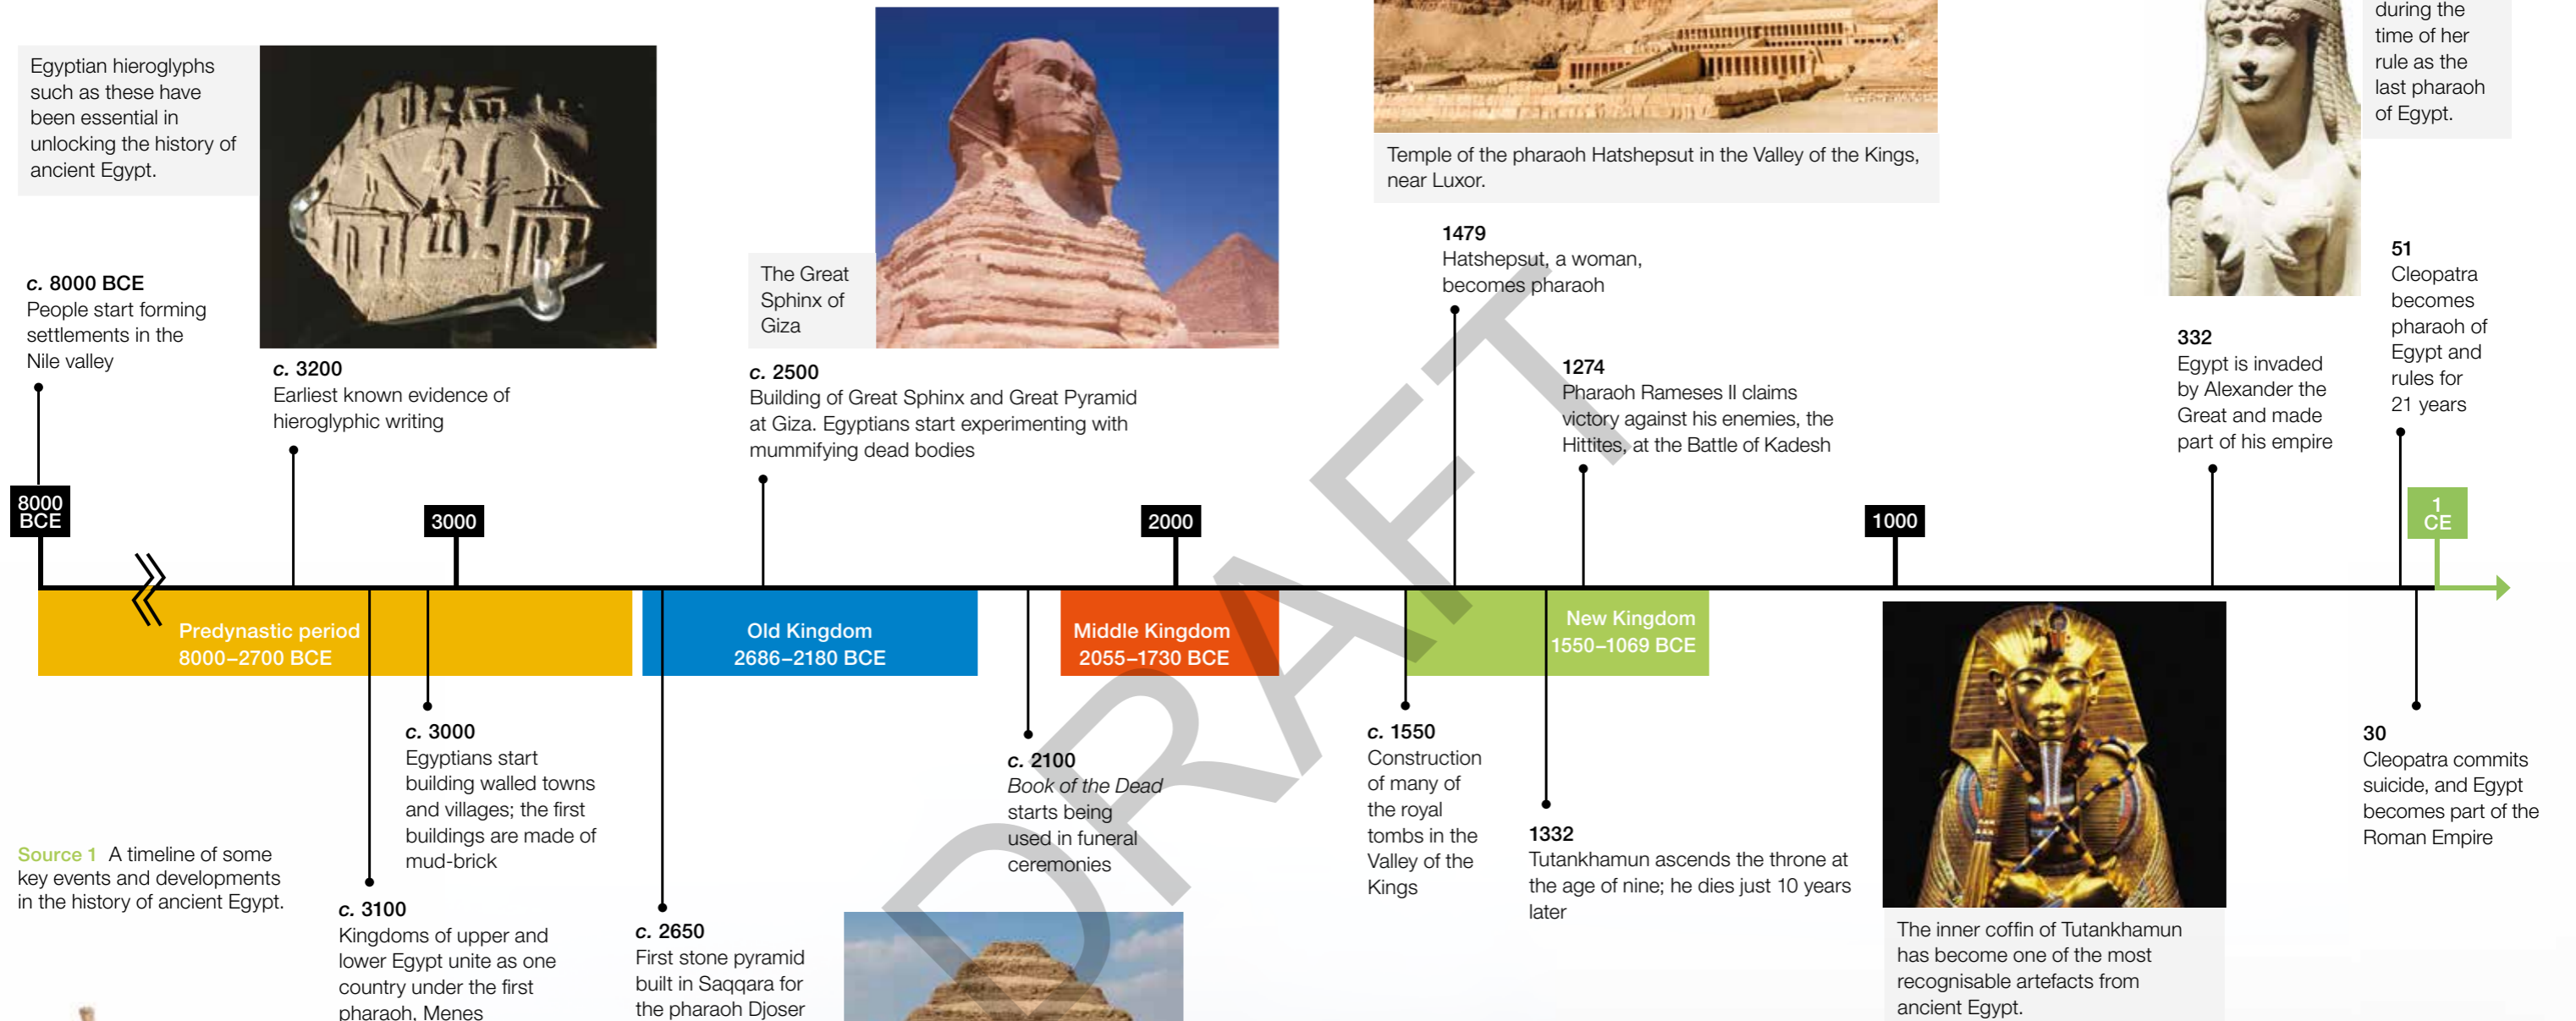 during the
time of her
rule as the
last pharaoh
of Egypt.
Egyptian hieroglyphs
such as these have
been essential in
unlocking the history of
ancient Egypt.
Temple of the pharaoh Hatshepsut in the Valley of the Kings,
near Luxor.
The Great
Sphinx of
Giza
c. 8000 BCE
People start forming
settlements in the
Nile valley
c. 3200
Earliest known evidence of
hieroglyphic writing
c. 2500
Building of Great Sphinx and Great Pyramid
at Giza. Egyptians start experimenting with
mummifying dead bodies
1479
Hatshepsut, a woman,
becomes pharaoh
1274
Pharaoh Rameses II claims
victory against his enemies, the
Hittites, at the Battle of Kadesh
332
Egypt is invaded
by Alexander the
Great and made
part of his empire
51
Cleopatra
becomes
pharaoh of
Egypt and
rules for
21 years
8000
BCE
3000
2000
1000
1
CE
Predynastic period
8000–2700 BCE
Old Kingdom
2686–2180 BCE
Middle Kingdom
2055–1730 BCE
New Kingdom
1550–1069 BCE
c. 3000
Egyptians start
building walled towns
and villages; the first
buildings are made of
mud-brick
c. 3100
Kingdoms of upper and
lower Egypt unite as one
country under the first
pharaoh, Menes
c. 2650
First stone pyramid
built in Saqqara for
the pharaoh Djoser
c. 2100
Book of the Dead
starts being
used in funeral
ceremonies
c. 1550
Construction
of many of
the royal
tombs in the
Valley of the
Kings
1332
Tutankhamun ascends the throne at
the age of nine; he dies just 10 years
later
30
Cleopatra commits
suicide, and Egypt
becomes part of the
Roman Empire
The inner coffin of Tutankhamun
has become one of the most
recognisable artefacts from
ancient Egypt.
Source 1 A timeline of some
key events and developments
in the history of ancient Egypt.
DRAFT